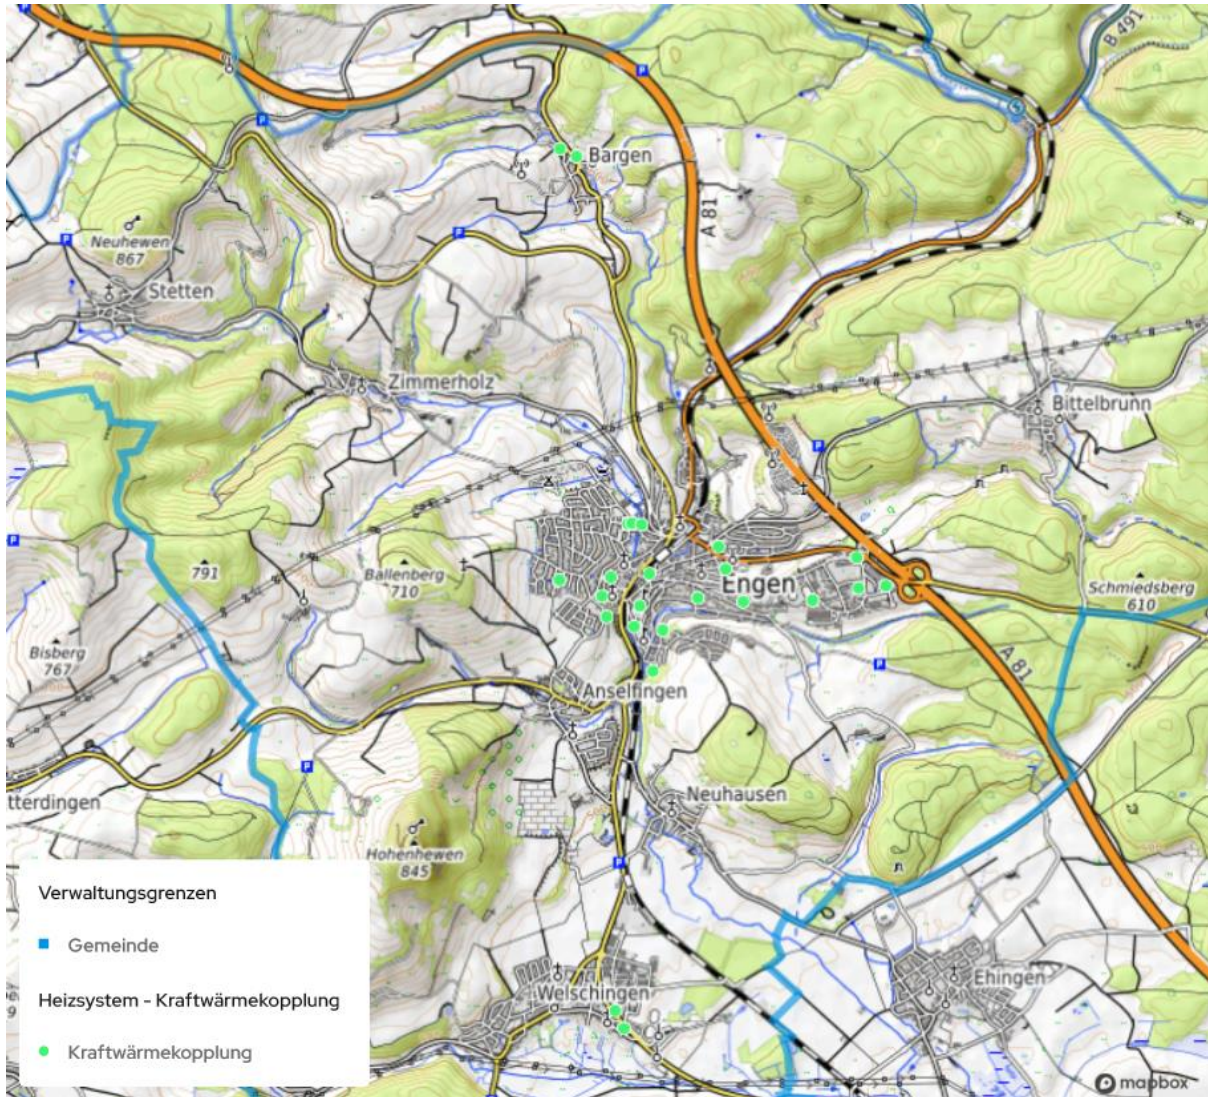 B 491
P
P
P
Bargen
A 81
Neuhewen
867
P
P
Stetten
Zimmerholz
Bittelbrunn
P
P
791
Ballenberg
710
Engen
Schmiedsberg
610
Bisberg
767
P
A 81
Anselfingen
P
tterdingen
Neuhausen
Hohenhewen
845
P
Verwaltungsgrenzen
Gemeinde
Heizsystem - Kraftwärmekopplung
Kraftwärmekopplung
Welschingen
Ehingen
mapbox